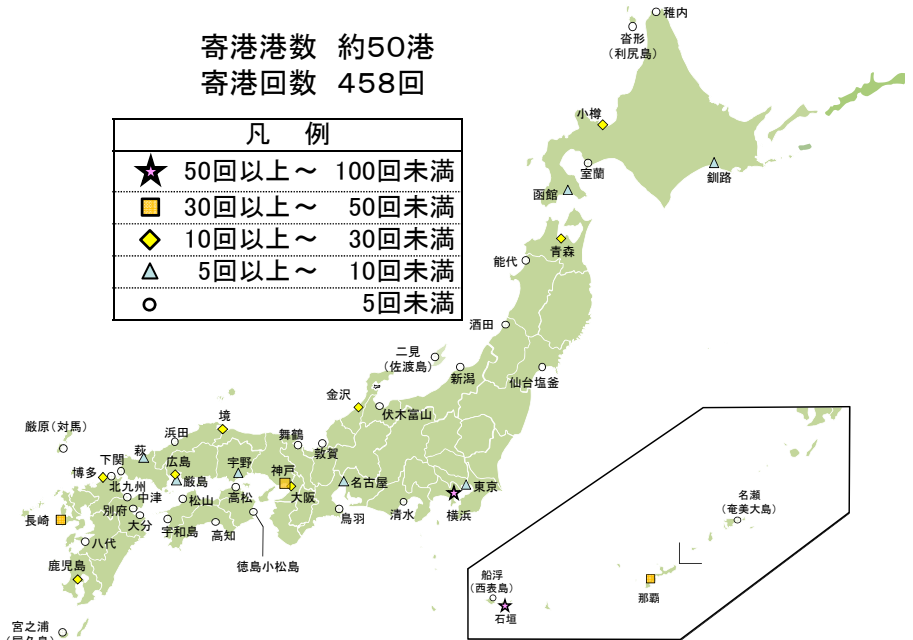 寄港港数 約50港
寄港回数 458回
凡 例
50回以上～ 100回未満
30回以上～ 50回未満
10回以上～ 30回未満
5回以上～ 10回未満
5回未満
稚内
沓形
(利尻島)
小樽
室蘭
釧路
函館
青森
能代
酒田
二見
(佐渡島)
新潟
仙台塩釜
金沢
伏木富山
境
舞鶴
敦賀
浜田
厳原(対馬)
萩
下関
博多
北九州
広島
厳島
宇野
神戸
大阪
名古屋
東京
横浜
清水
鳥羽
高松
松山
中津
別府
大分
宇和島
高知
徳島小松島
長崎
八代
鹿児島
宮之浦
(屋久島)
名瀬
(奄美大島)
船浮
(西表島)
石垣
那覇